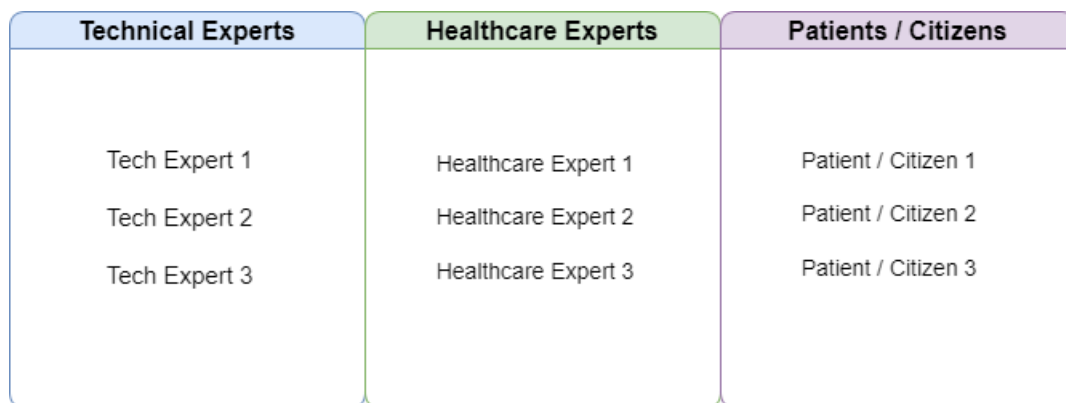 Technical Experts
Tech Expert 1
Tech Expert 2
Tech Expert 3
Healthcare Experts
Healthcare Expert 1
Healthcare Expert 2
Healthcare Expert 3
Patients / Citizens
Patient / Citizen 1
Patient / Citizen 2
Patient / Citizen 3